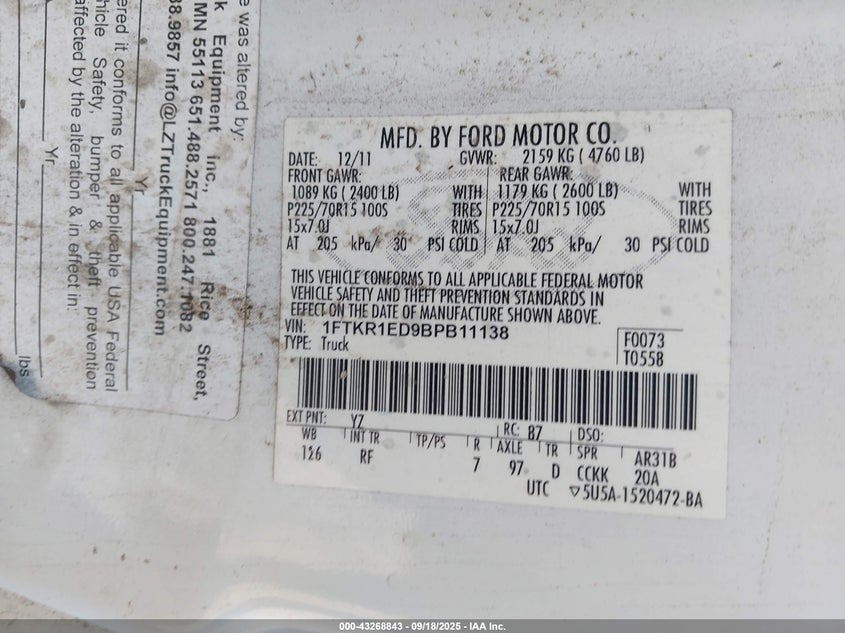 e was altered by:
k Equipment Inc., 1881 Rice Street,
MN 55113 651.488.2571 800.247.1082
38.9857 info@LZTruckEquipment.com
Yr.
ered it conforms to all applicable USA Federal
hicle Safety, bumper & theft prevention
affected by the alteration & in effect in:
Yr.
lbs
MFD. BY FORD MOTOR CO.
DATE: 12/11 GVWR: 2159 KG ( 4760 LB)
FRONT GAWR: REAR GAWR:
1089 KG ( 2400 LB) WITH 1179 KG ( 2600 LB) WITH
P225/70R15 100S TIRES P225/70R15 100S TIRES
15x7.0J RIMS 15x7.0J RIMS
AT 205 kPa/ 30 PSI COLD AT 205 kPa/ 30 PSI COLD
THIS VEHICLE CONFORMS TO ALL APPLICABLE FEDERAL MOTOR
VEHICLE SAFETY AND THEFT PREVENTION STANDARDS IN
EFFECT ON THE DATE OF MANUFACTURE SHOWN ABOVE.
VIN: 1FTKR1ED9BPB11138
TYPE: Truck
F0073
T0558
EXT PNT: YZ RC: 87 DSO:
WB INT TR TP/PS R AXLE TR SPR AR31B
126 RF 7 97 D CCKK 20A
UTC ▽5U5A-1520472-BA
000-43268843 - 09/18/2025 - IAA Inc.